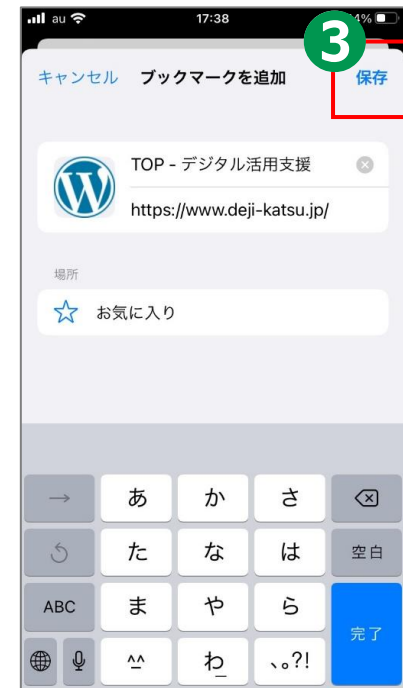 au 17:38 4%
3
キャンセル ブックマークを追加 保存
TOP - デジタル活用支援
https://www.deji-katsu.jp/
場所
お気に入り
→ あ か さ
た な は 空白
ABC ま や ら
完了
^^ わ_ 、。?!